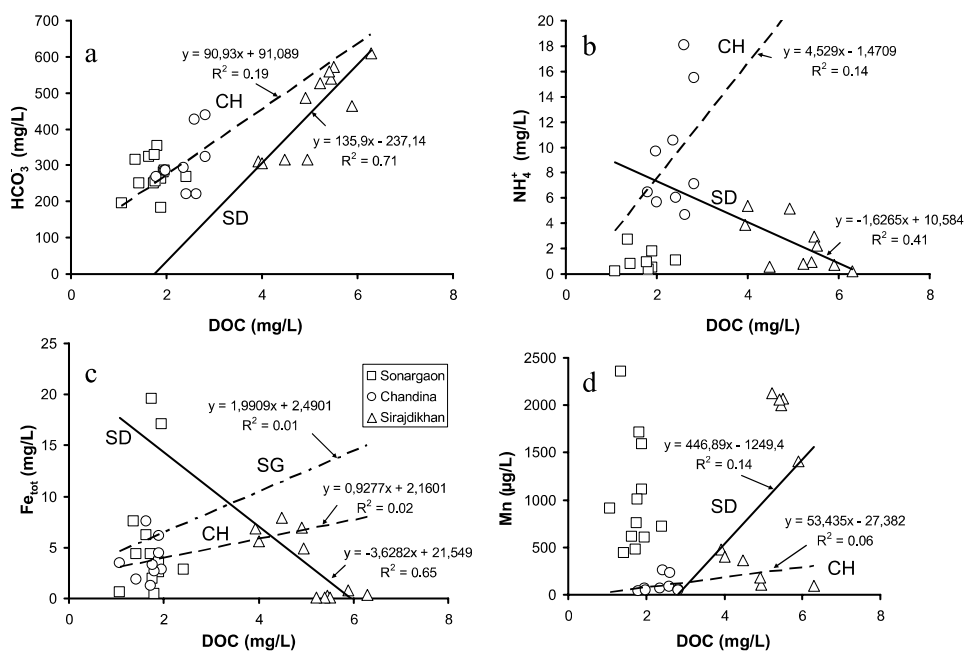 a
700
600
500
400
300
200
100
0
HCO₃⁻ (mg/L)
y = 90,93x + 91,089
R² = 0.19
CH
y = 135,9x - 237,14
R² = 0.71
SD
0 2 4 6 8
DOC (mg/L)
b
20
18
16
14
12
10
8
6
4
2
0
NH₄⁺ (mg/L)
CH
y = 4,529x - 1,4709
R² = 0.14
SD
y = -1,6265x + 10,584
R² = 0.41
0 2 4 6 8
DOC (mg/L)
c
25
20
15
10
5
0
Fe_tot (mg/L)
Sonargaon
Chandina
Sirajdikhan
y = 1,9909x + 2,4901
R² = 0.01
SD
SG
y = 0,9277x + 2,1601
R² = 0.02
CH
y = -3,6282x + 21,549
R² = 0.65
0 2 4 6 8
DOC (mg/L)
d
2500
2000
1500
1000
500
0
Mn (µg/L)
y = 446,89x - 1249,4
R² = 0.14
SD
y = 53,435x - 27,382
R² = 0.06
CH
0 2 4 6 8
DOC (mg/L)